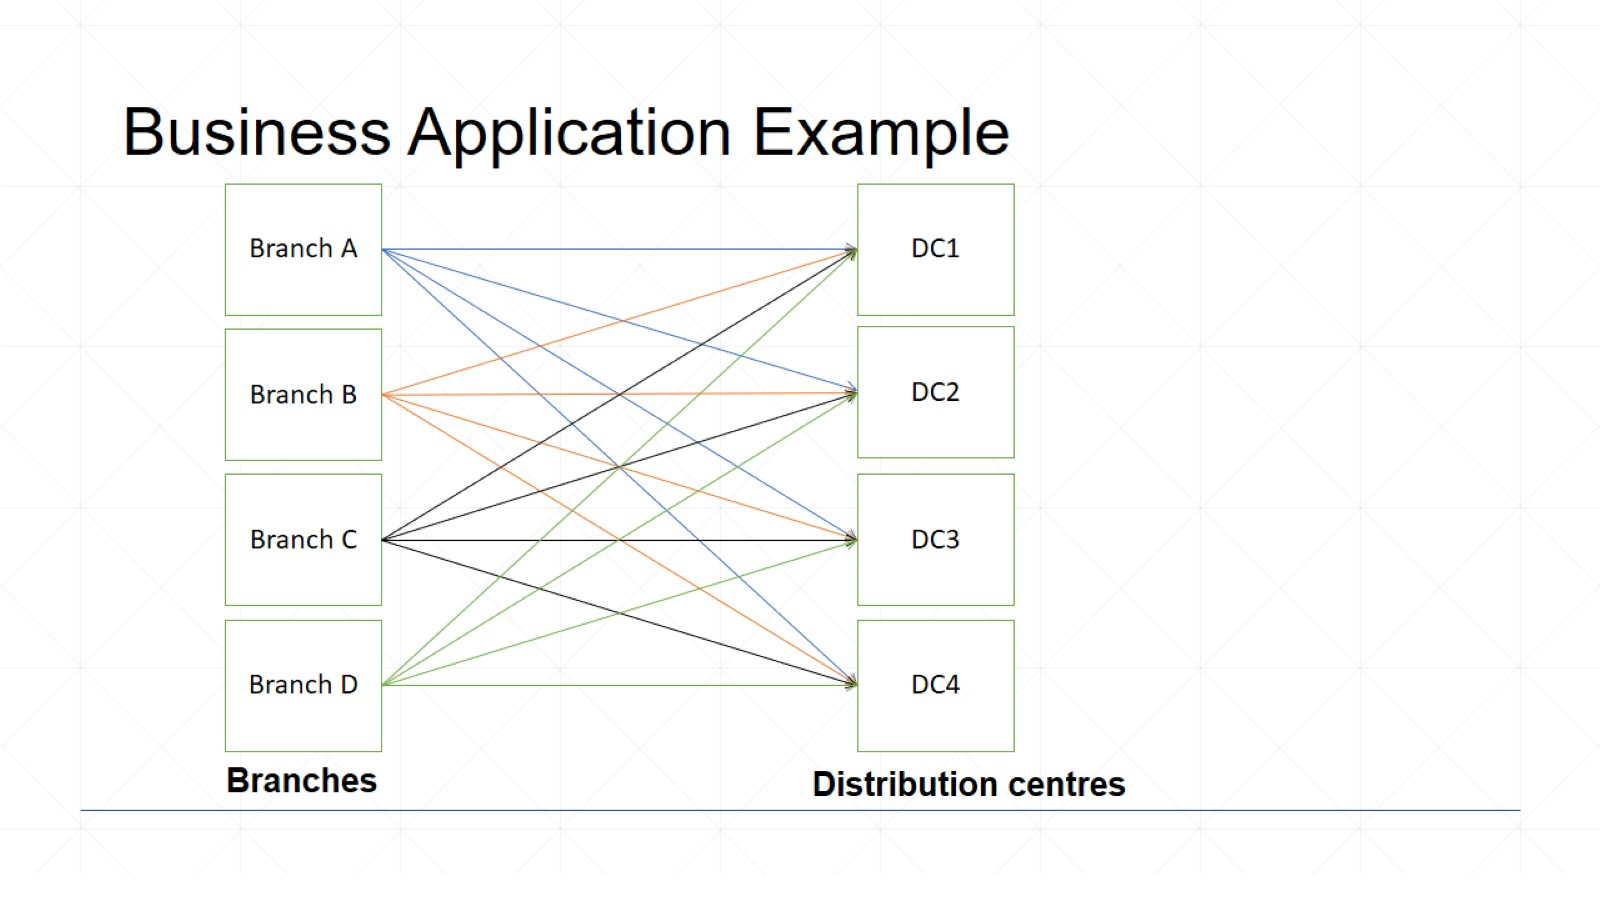 Business Application Example
Branch A
DC1
Branch B
DC2
Branch C
DC3
Branch D
DC4
Branches
Distribution centres